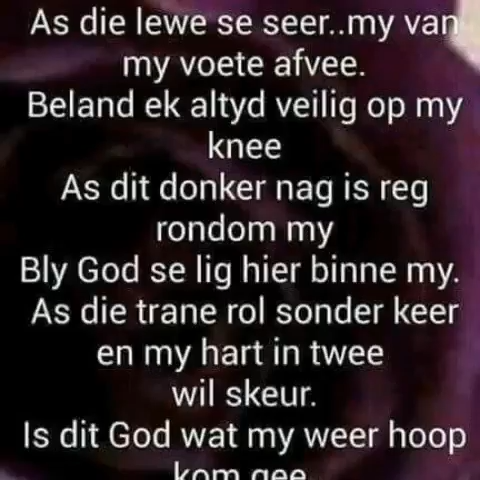 As die lewe se seer..my van
my voete afvee.
Beland ek altyd veilig op my
knee
As dit donker nag is reg
rondom my
Bly God se lig hier binne my.
As die trane rol sonder keer
en my hart in twee
wil skeur.
Is dit God wat my weer hoop
kom gee